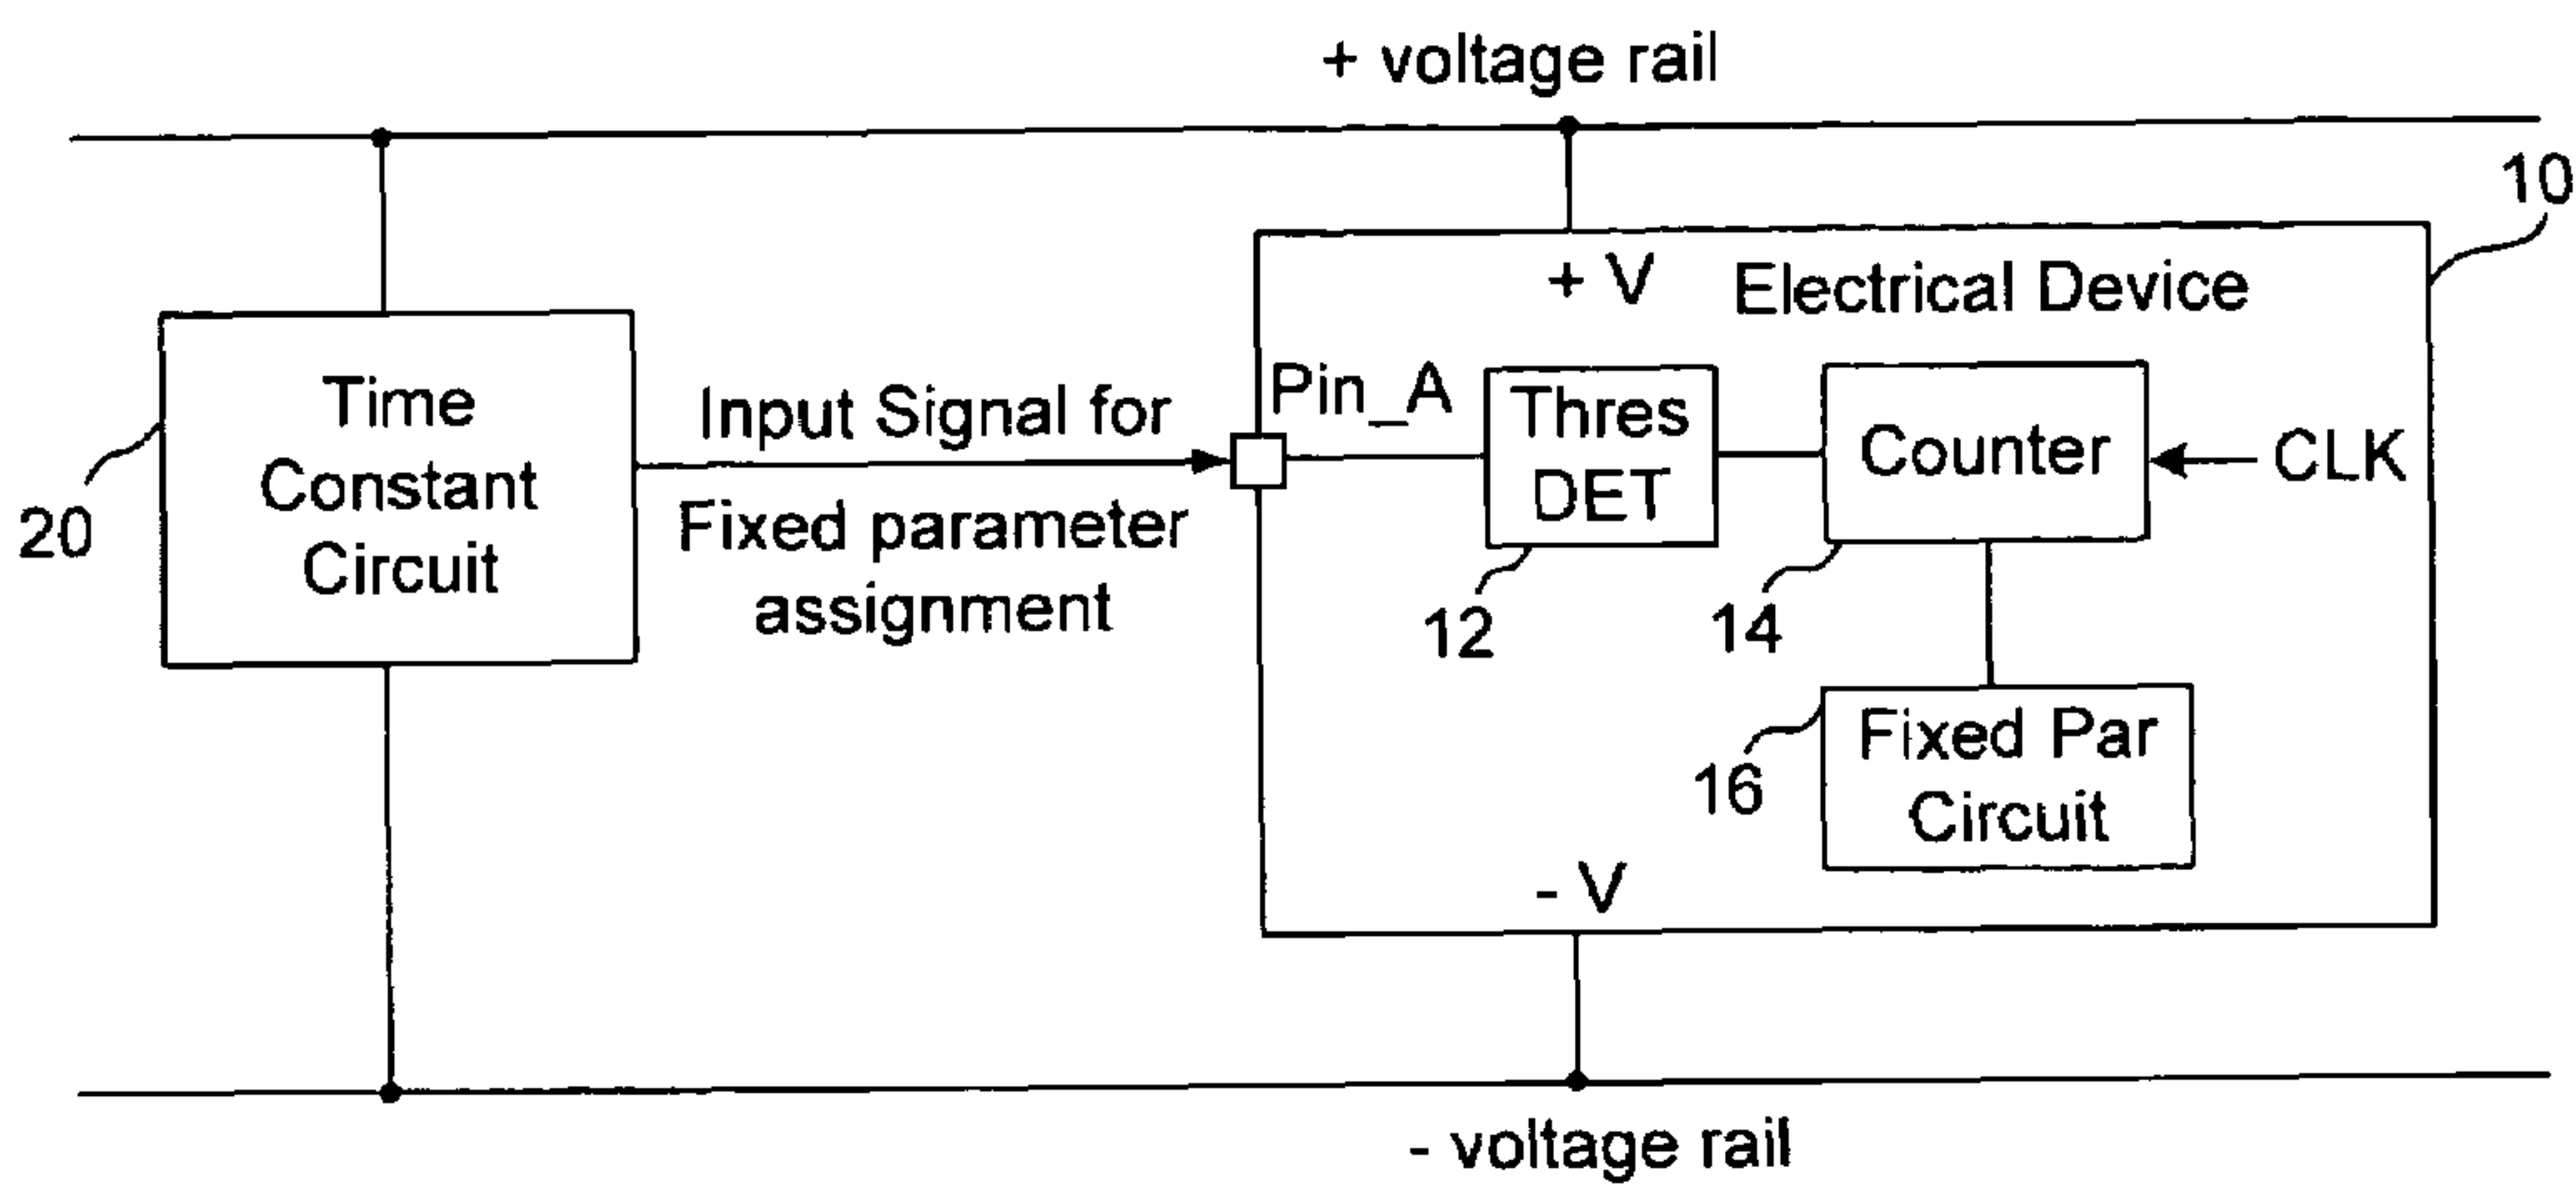 + voltage rail
10
+ V
Electrical Device
Time
Constant
Circuit
20
Input Signal for
Fixed parameter
assignment
Pin_A
Thres
DET
12
Counter
14
CLK
Fixed Par
Circuit
16
- V
- voltage rail